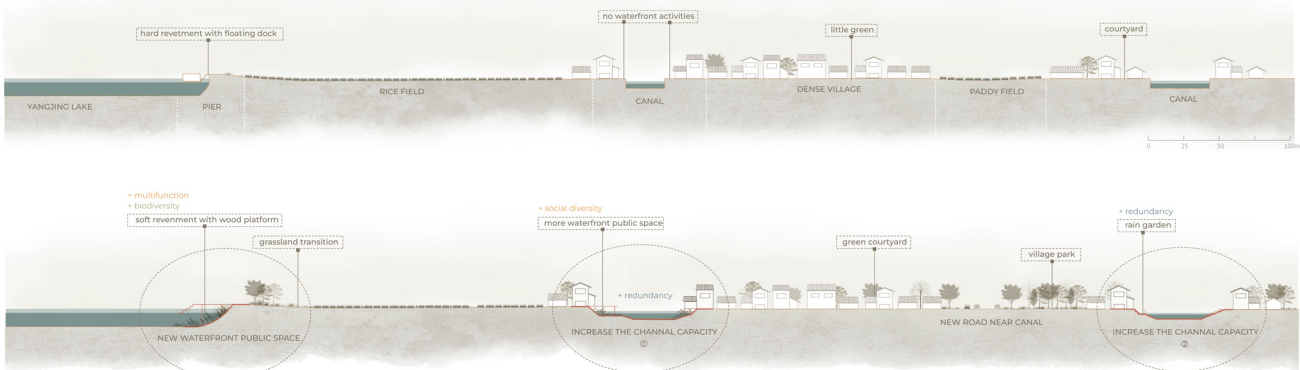 no waterfront activities
hard revetment with floating dock
little green
courtyard
YANGJING LAKE
PIER
RICE FIELD
CANAL
DENSE VILLAGE
PADDY FIELD
CANAL
0 25 50 100m
+ multifunction
+ biodiversity
soft revenment with wood platform
grassland transition
+ social diversity
more waterfront public space
+ redundancy
green courtyard
village park
+ redundancy
rain garden
NEW WATERFRONT PUBLIC SPACE
INCREASE THE CHANNAL CAPACITY
①
NEW ROAD NEAR CANAL
INCREASE THE CHANNAL CAPACITY
②